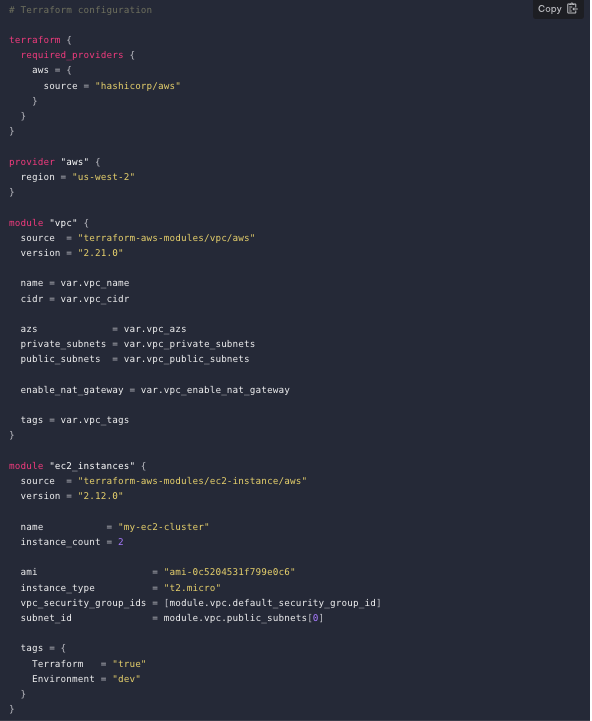 # Terraform configuration
Copy
terraform {
  required_providers {
    aws = {
      source = "hashicorp/aws"
    }
  }
}
provider "aws" {
  region = "us-west-2"
}
module "vpc" {
  source  = "terraform-aws-modules/vpc/aws"
  version = "2.21.0"
  name = var.vpc_name
  cidr = var.vpc_cidr
  azs             = var.vpc_azs
  private_subnets = var.vpc_private_subnets
  public_subnets  = var.vpc_public_subnets
  enable_nat_gateway = var.vpc_enable_nat_gateway
  tags = var.vpc_tags
}
module "ec2_instances" {
  source  = "terraform-aws-modules/ec2-instance/aws"
  version = "2.12.0"
  name           = "my-ec2-cluster"
  instance_count = 2
  ami                    = "ami-0c5204531f799e0c6"
  instance_type          = "t2.micro"
  vpc_security_group_ids = [module.vpc.default_security_group_id]
  subnet_id              = module.vpc.public_subnets[0]
  tags = {
    Terraform   = "true"
    Environment = "dev"
  }
}